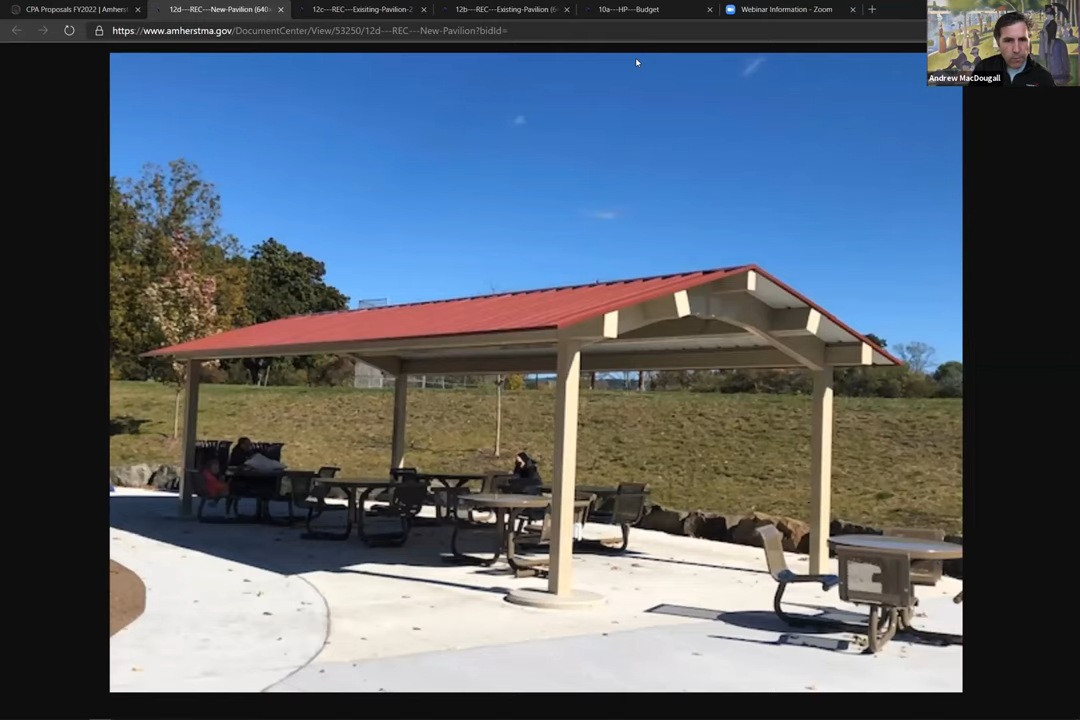 CPA Proposals FY2022 | Amherst
12d---REC---New-Pavilion (640×
12c---REC---Existing-Pavilion-2
12b---REC---Existing-Pavilion (6
10a---HP---Budget
Webinar Information - Zoom
https://www.amherstma.gov/DocumentCenter/View/53250/12d---REC---New-Pavilion?bidId=
Andrew MacDougall